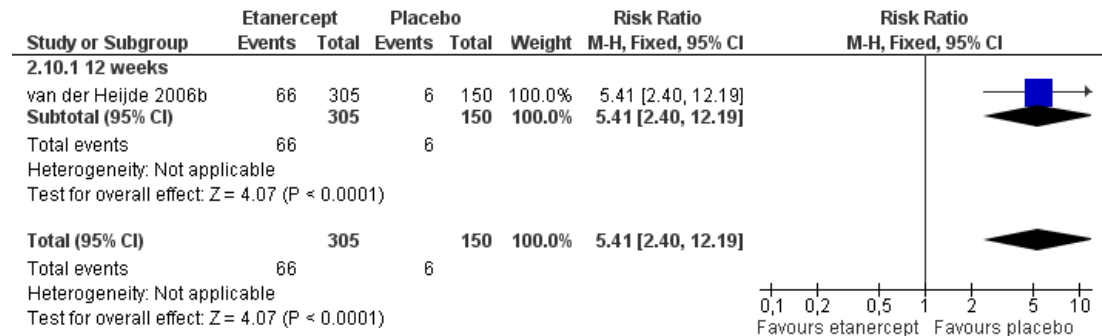 Etanercept Placebo Risk Ratio Risk Ratio
Study or Subgroup Events Total Events Total Weight M-H, Fixed, 95% CI M-H, Fixed, 95% CI
2.10.1 12 weeks
van der Heijde 2006b 66 305 6 150 100.0% 5.41 [2.40, 12.19]
Subtotal (95% CI) 305 150 100.0% 5.41 [2.40, 12.19]
Total events 66 6
Heterogeneity: Not applicable
Test for overall effect: Z = 4.07 (P < 0.0001)
Total (95% CI) 305 150 100.0% 5.41 [2.40, 12.19]
Total events 66 6
Heterogeneity: Not applicable
Test for overall effect: Z = 4.07 (P < 0.0001)
0,1 0,2 0,5 1 2 5 10
Favours etanercept Favours placebo